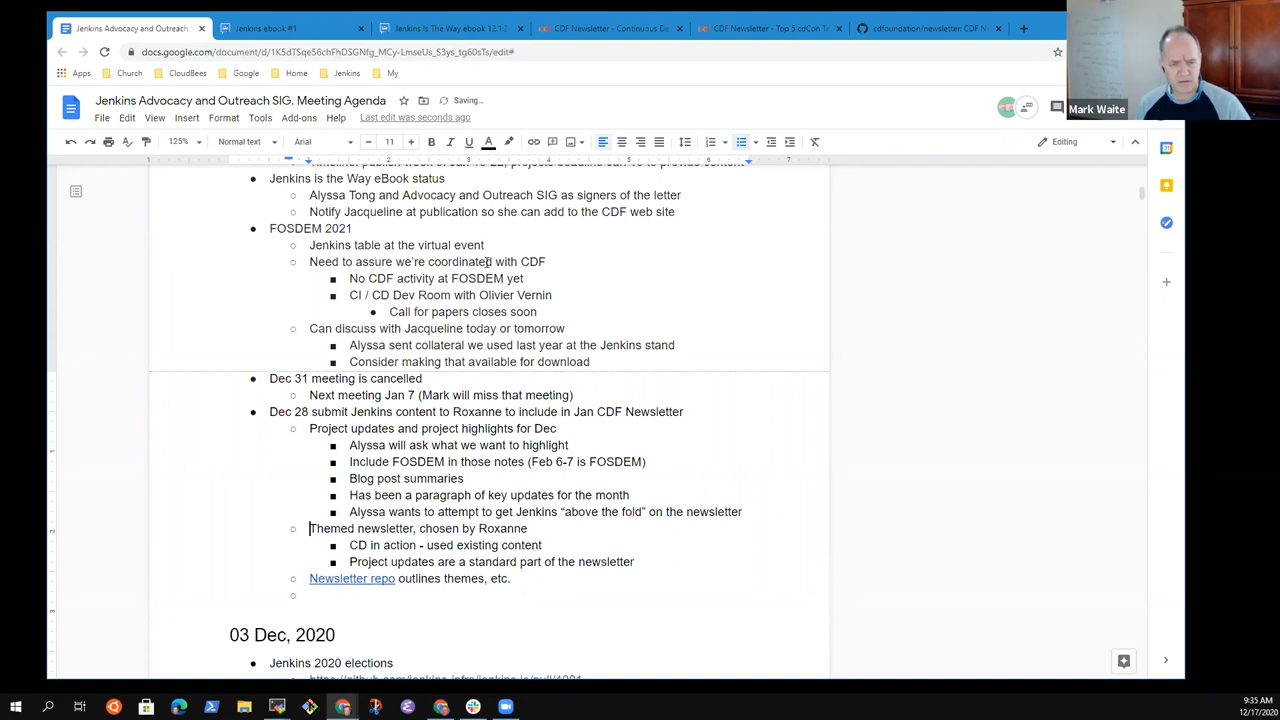 Jenkins Advocacy and Outreach S
Jenkins ebook #1
Jenkins Is The Way ebook 12.1.2
CDF Newsletter - Continuous De
CDF Newsletter - Top 5 cdCon T
cdfoundation/newsletter: CDF N
docs.google.com/document/d/1K5dTSqe56chFhDSGNfg_MCy-LmseUs_S3ys_tg60sTs/edit#
Apps
Church
CloudBees
Google
Home
Jenkins
My
Mark Waite
Jenkins Advocacy and Outreach SIG. Meeting Agenda
Saving...
File Edit View Insert Format Tools Add-ons Help Last edit was seconds ago
125% Normal text Arial 11 B I U A Editing
1 1 2 3 4 5 6 7
Jenkins is the Way eBook status
Alyssa Tong and Advocacy and Outreach SIG as signers of the letter
Notify Jacqueline at publication so she can add to the CDF web site
FOSDEM 2021
Jenkins table at the virtual event
Need to assure we're coordinated with CDF
No CDF activity at FOSDEM yet
CI / CD Dev Room with Olivier Vernin
Call for papers closes soon
Can discuss with Jacqueline today or tomorrow
Alyssa sent collateral we used last year at the Jenkins stand
Consider making that available for download
Dec 31 meeting is cancelled
Next meeting Jan 7 (Mark will miss that meeting)
Dec 28 submit Jenkins content to Roxanne to include in Jan CDF Newsletter
Project updates and project highlights for Dec
Alyssa will ask what we want to highlight
Include FOSDEM in those notes (Feb 6-7 is FOSDEM)
Blog post summaries
Has been a paragraph of key updates for the month
Alyssa wants to attempt to get Jenkins “above the fold” on the newsletter
Themed newsletter, chosen by Roxanne
CD in action - used existing content
Project updates are a standard part of the newsletter
Newsletter repo outlines themes, etc.
03 Dec, 2020
Jenkins 2020 elections
9:35 AM
12/17/2020